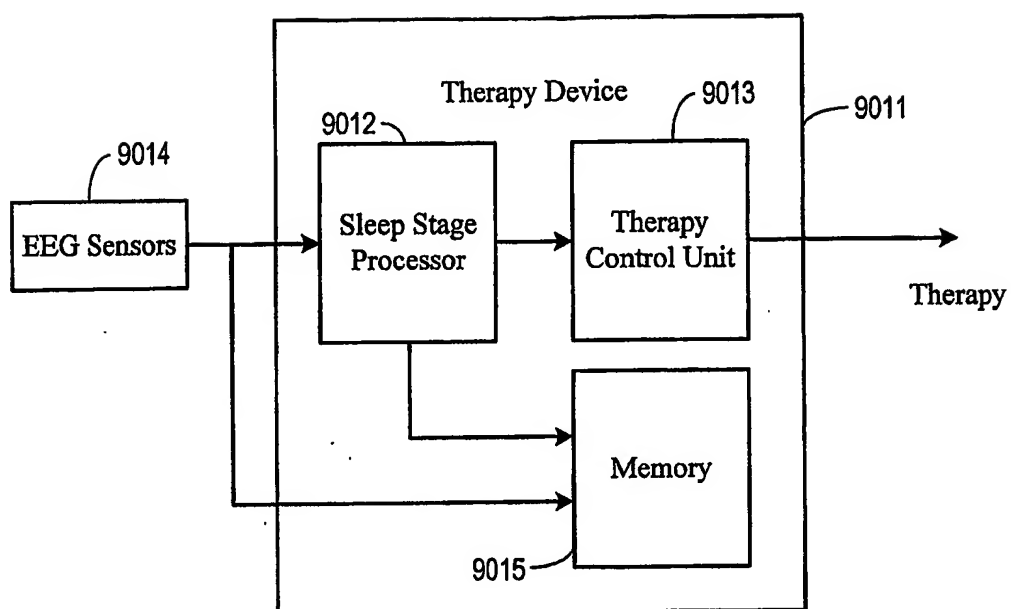 Therapy Device
9013
9011
9012
9014
EEG Sensors
Sleep Stage
Processor
Therapy
Control Unit
Therapy
Memory
9015